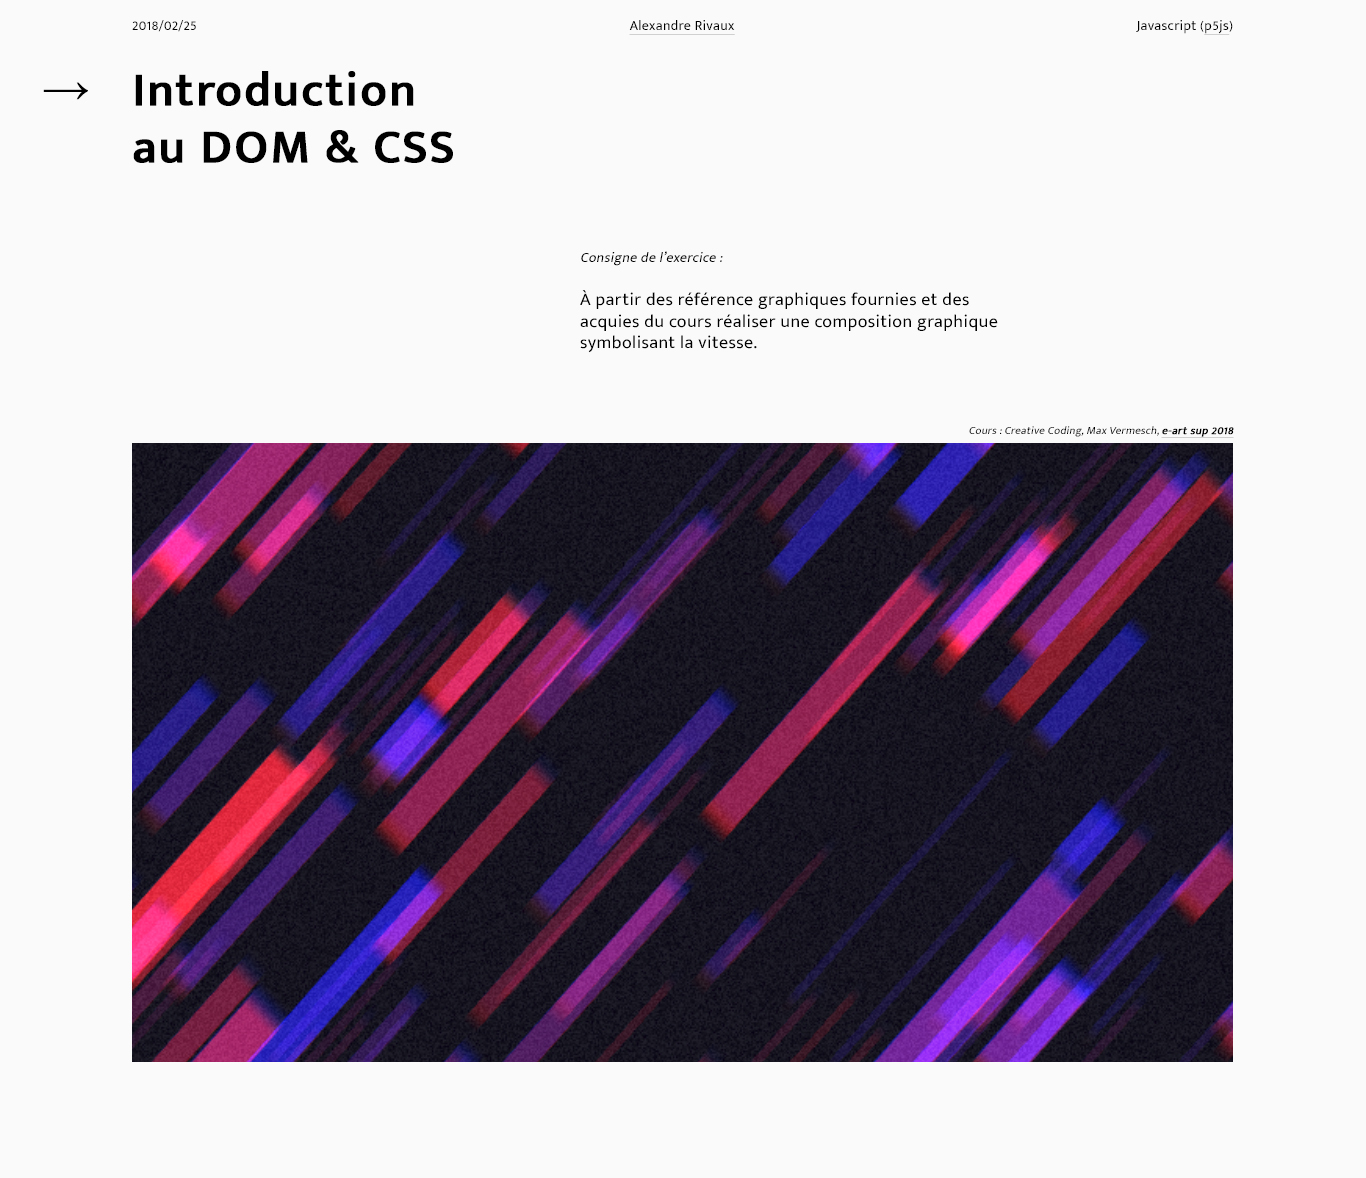 2018/02/25
Alexandre Rivaux
Javascript (p5js)
→ Introduction
au DOM & CSS
Consigne de l’exercice :
À partir des référence graphiques fournies et des
acquies du cours réaliser une composition graphique
symbolisant la vitesse.
Cours : Creative Coding, Max Vermesch, e-art sup 2018